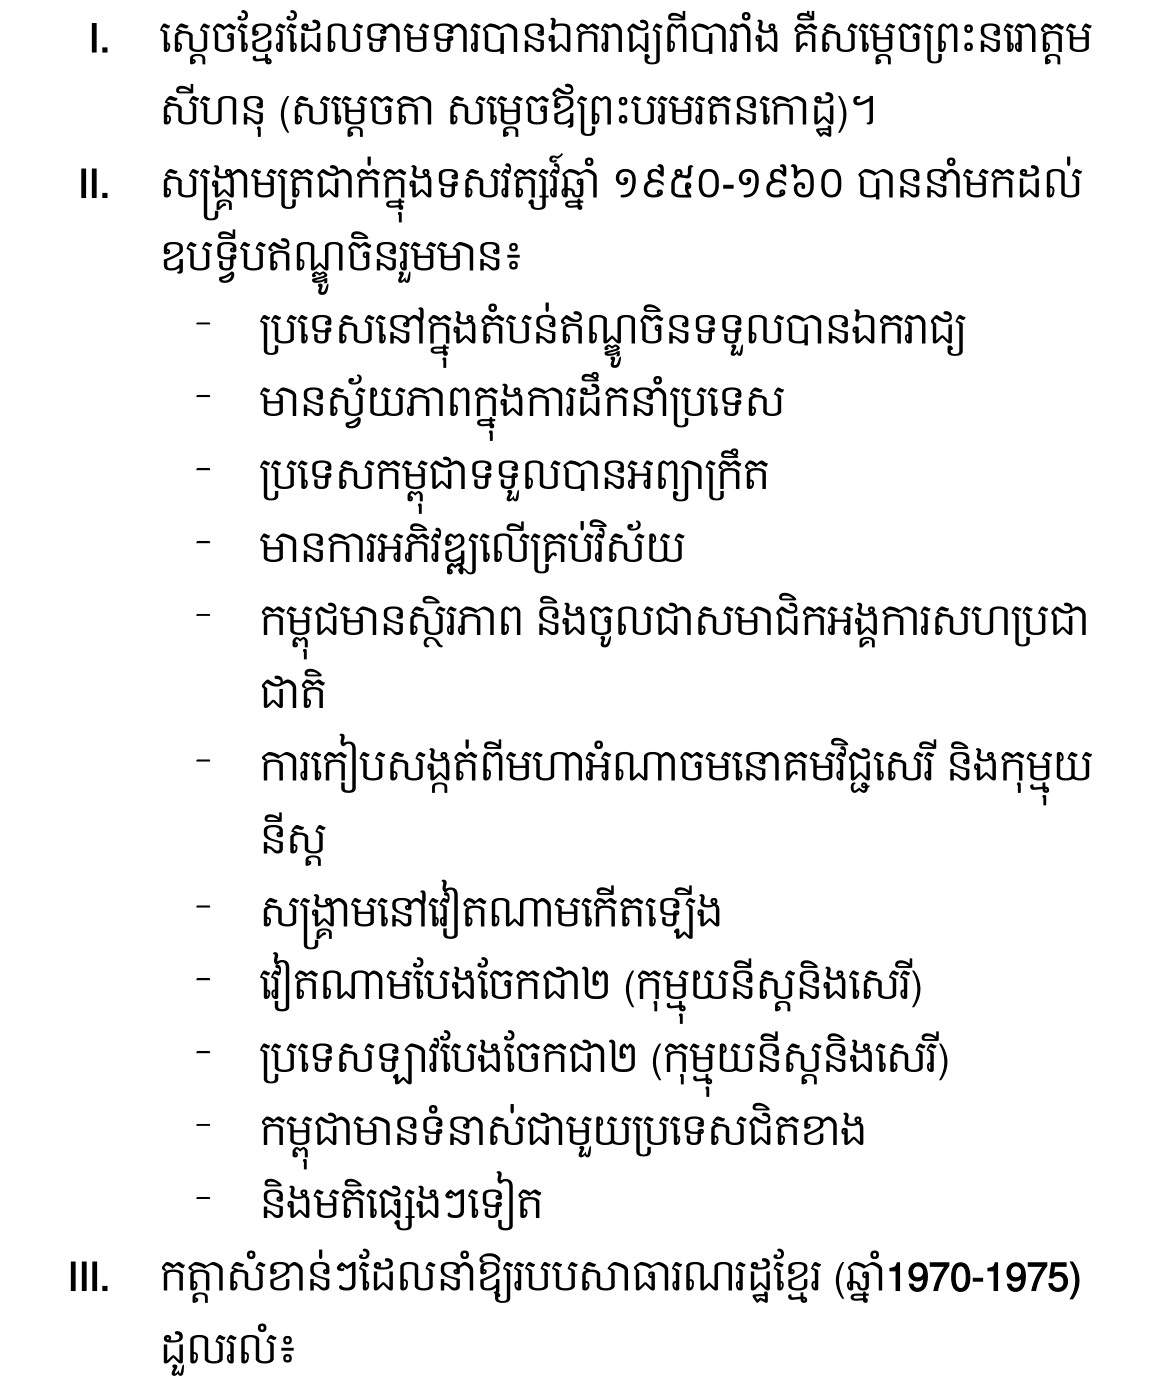 I. ស្តេចខ្មែរដែលទាមទារបានឯករាជ្យពីបារាំង គឺសម្តេចព្រះនរោត្តម
សីហនុ (សម្តេចតា សម្តេចឪព្រះបរមរតនកោដ្ឋ)។
II. សង្គ្រាមត្រជាក់ក្នុងទសវត្សរ៍ឆ្នាំ ១៩៥០-១៩៦០ បាននាំមកដល់
ឧបទ្វីបឥណ្ឌូចិនរួមមាន៖
- ប្រទេសនៅក្នុងតំបន់ឥណ្ឌូចិនទទួលបានឯករាជ្យ
- មានស្វ័យភាពក្នុងការដឹកនាំប្រទេស
- ប្រទេសកម្ពុជាទទួលបានអព្យាក្រឹត
- មានការអភិវឌ្ឍលើគ្រប់វិស័យ
- កម្ពុជមានស្ថិរភាព និងចូលជាសមាជិកអង្គការសហប្រជា
ជាតិ
- ការកៀបសង្កត់ពីមហាអំណាចមនោគមវិជ្ជសេរី និងកុម្មុយ
នីស្ត
- សង្គ្រាមនៅវៀតណាមកើតឡើង
- វៀតណាមបែងចែកជា២ (កុម្មុយនីស្តនិងសេរី)
- ប្រទេសឡាវបែងចែកជា២ (កុម្មុយនីស្តនិងសេរី)
- កម្ពុជាមានទំនាស់ជាមួយប្រទេសជិតខាង
- និងមតិផ្សេងៗទៀត
III. កត្តាសំខាន់ៗដែលនាំឱ្យរបបសាធារណរដ្ឋខ្មែរ (ឆ្នាំ1970-1975)
ដួលរលំ៖